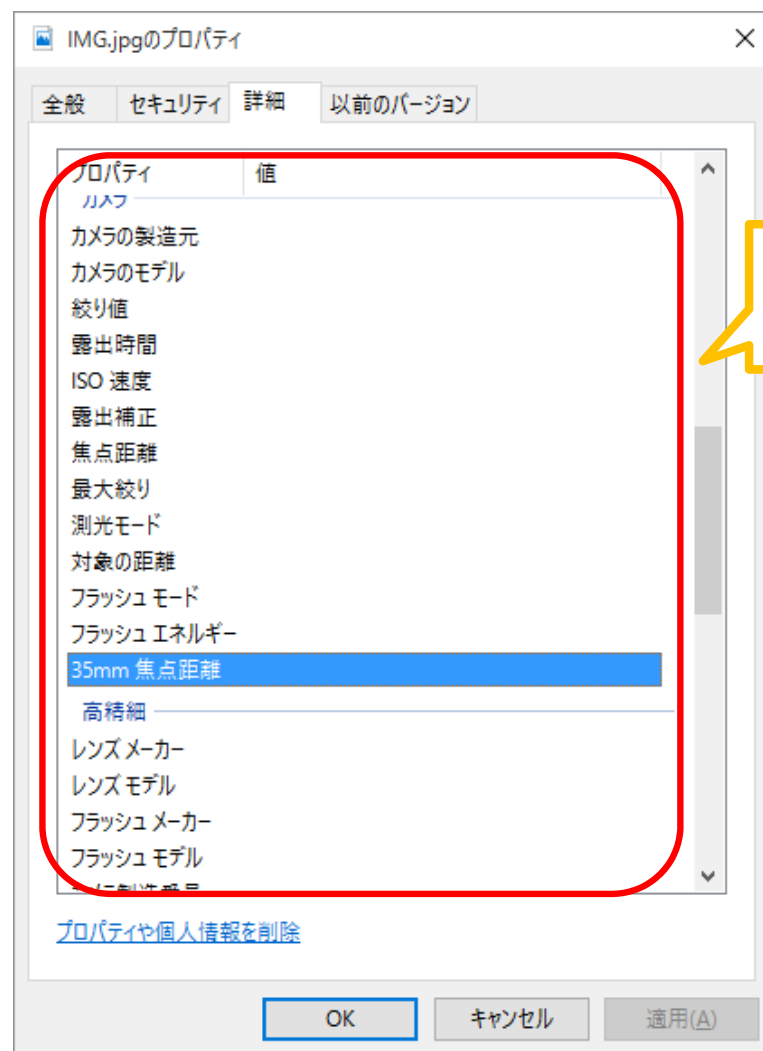 IMG.jpgのプロパティ
全般 セキュリティ 詳細 以前のバージョン
プロパティ 値
カメラ
カメラの製造元
カメラのモデル
絞り値
露出時間
ISO 速度
露出補正
焦点距離
最大絞り
測光モード
対象の距離
フラッシュ モード
フラッシュ エネルギー
35mm 焦点距離
高精細
レンズ メーカー
レンズ モデル
フラッシュ メーカー
フラッシュ モデル
プロパティや個人情報を削除
OK キャンセル 適用(A)